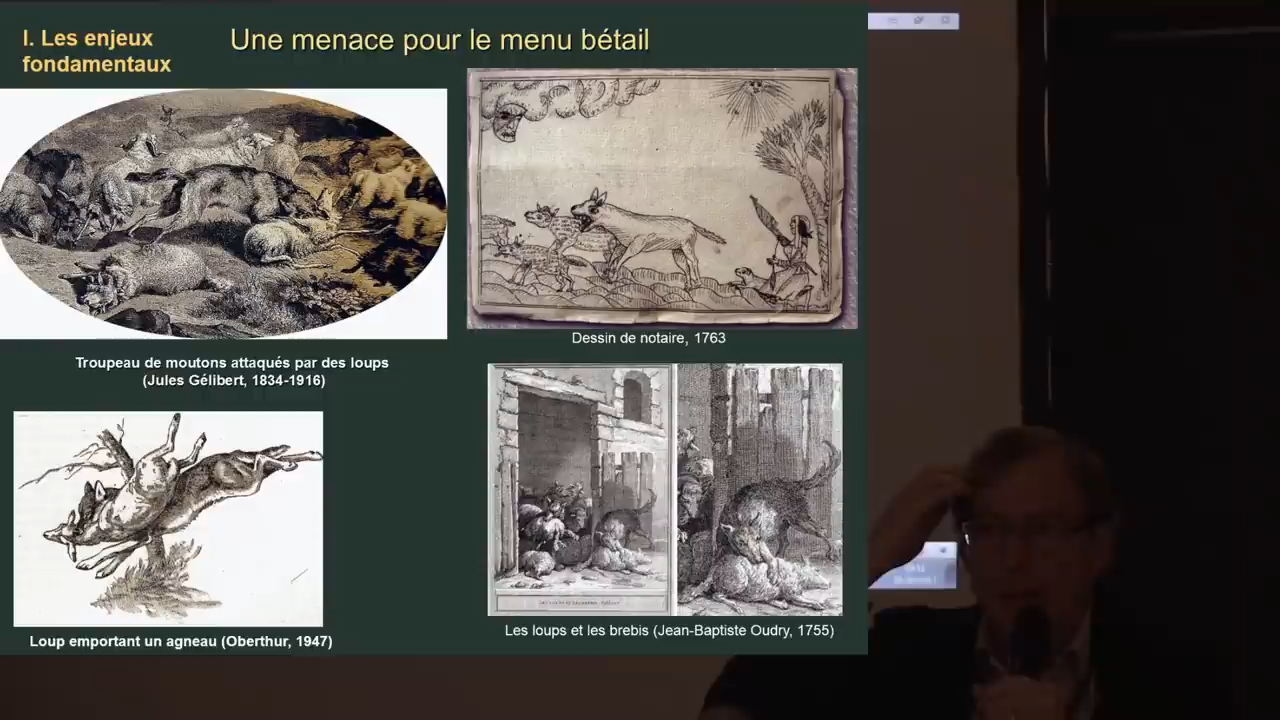 I. Les enjeux
fondamentaux
Une menace pour le menu bétail
Troupeau de moutons attaqués par des loups
(Jules Gélibert, 1834-1916)
Dessin de notaire, 1763
Loup emportant un agneau (Oberthur, 1947)
Les loups et les brebis (Jean-Baptiste Oudry, 1755)